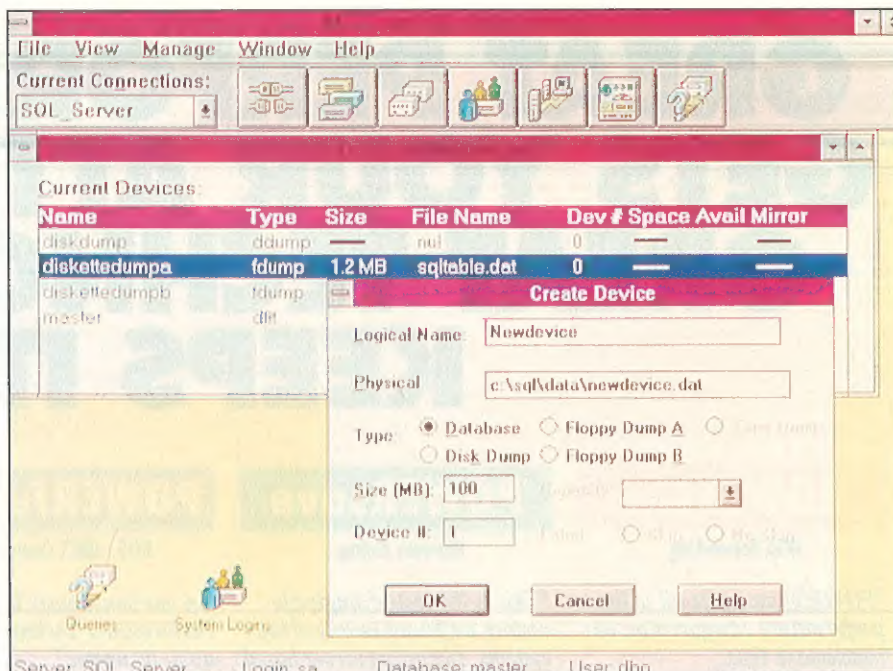 File View Manage Window Help
Current Connections:
SQL_Server
Current Devices:
Name Type Size File Name Dev # Space Avail Mirror
diskdump ddump nul 0
diskettedumpa fdump 1.2 MB sqltable.dat 0
diskettedumpb fdump
master
Create Device
Logical Name: Newdevice
Physical c:\sql\data\newdevice.dat
Type: Database Floppy Dump A
Disk Dump Floppy Dump B
Size (MB): 100
Device #: 1
OK Cancel Help
Queries System Logins
Server: SQL_Server Login: sa Database: master User: dbo